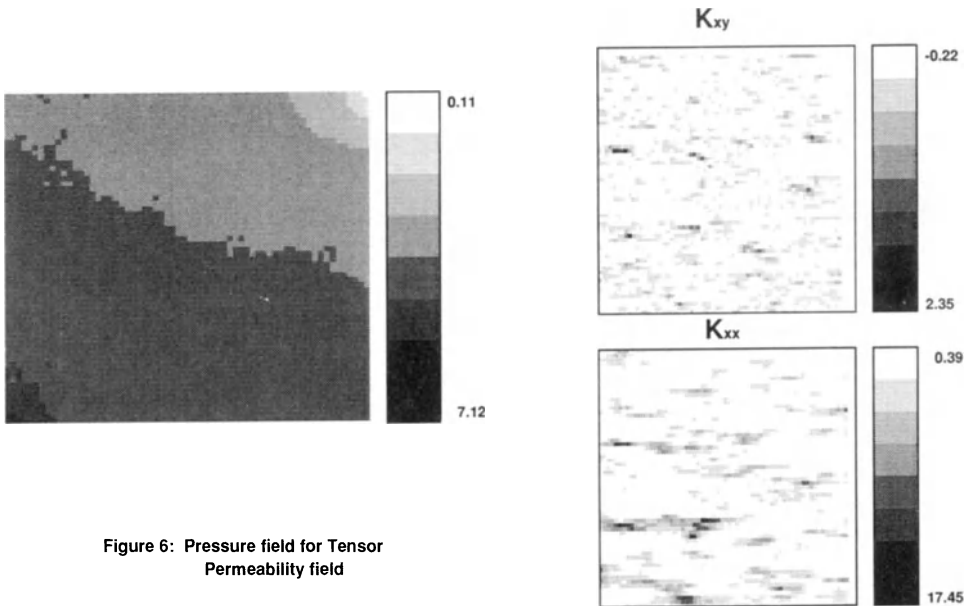 0.11
7.12
Figure 6: Pressure field for Tensor
Permeability field
Kxy
-0.22
2.35
Kxx
0.39
17.45